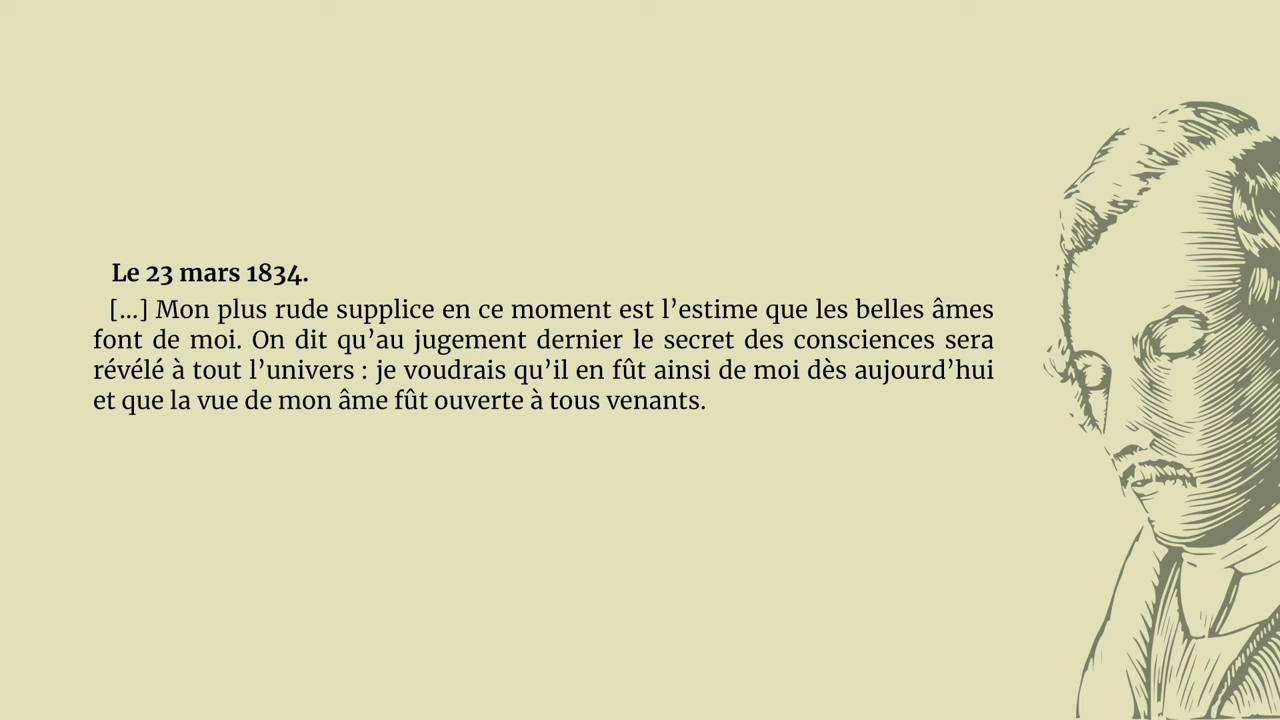 Le 23 mars 1834.
[...] Mon plus rude supplice en ce moment est l’estime que les belles âmes
font de moi. On dit qu’au jugement dernier le secret des consciences sera
révélé à tout l’univers : je voudrais qu’il en fût ainsi de moi dès aujourd’hui
et que la vue de mon âme fût ouverte à tous venants.